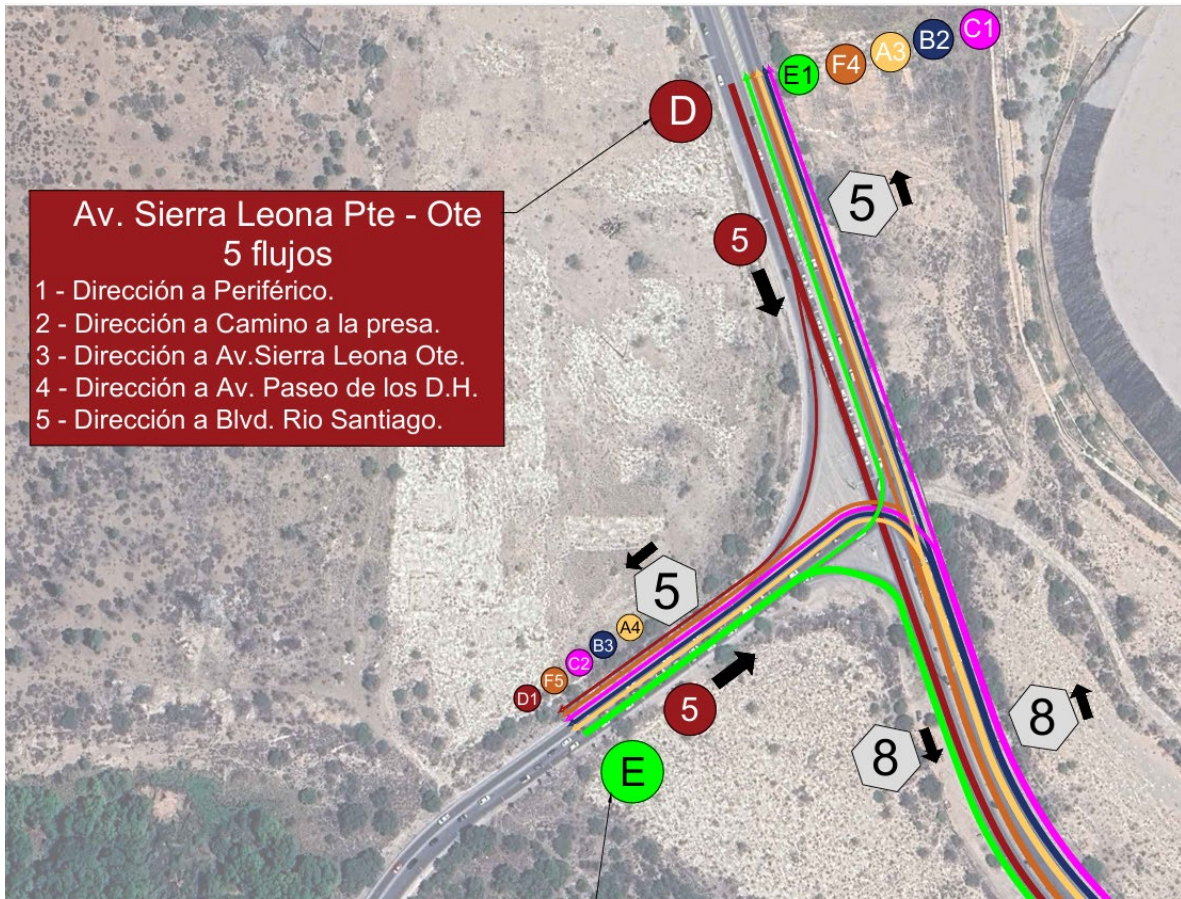 C1
B2
A3
F4
E1
D
5
5
Av. Sierra Leona Pte - Ote
5 flujos
1 - Dirección a Periférico.
2 - Dirección a Camino a la presa.
3 - Dirección a Av.Sierra Leona Ote.
4 - Dirección a Av. Paseo de los D.H.
5 - Dirección a Blvd. Rio Santiago.
5
A4
B3
C2
F5
D1
5
8
8
E